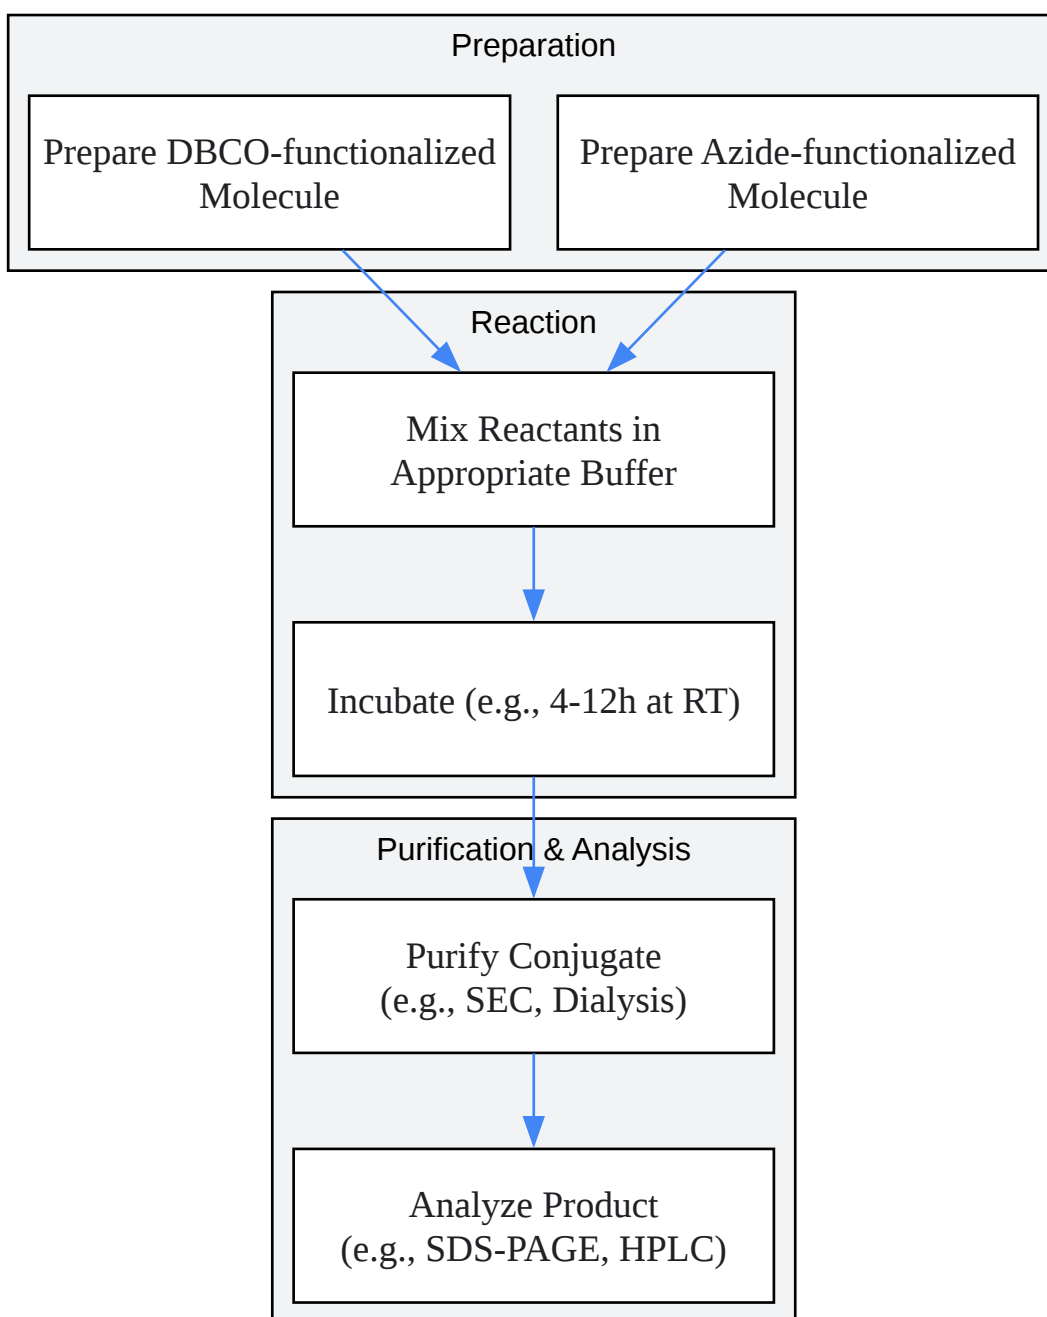 Preparation
Prepare DBCO-functionalized
Molecule
Prepare Azide-functionalized
Molecule
Reaction
Mix Reactants in
Appropriate Buffer
Incubate (e.g., 4-12h at RT)
Purification & Analysis
Purify Conjugate
(e.g., SEC, Dialysis)
Analyze Product
(e.g., SDS-PAGE, HPLC)